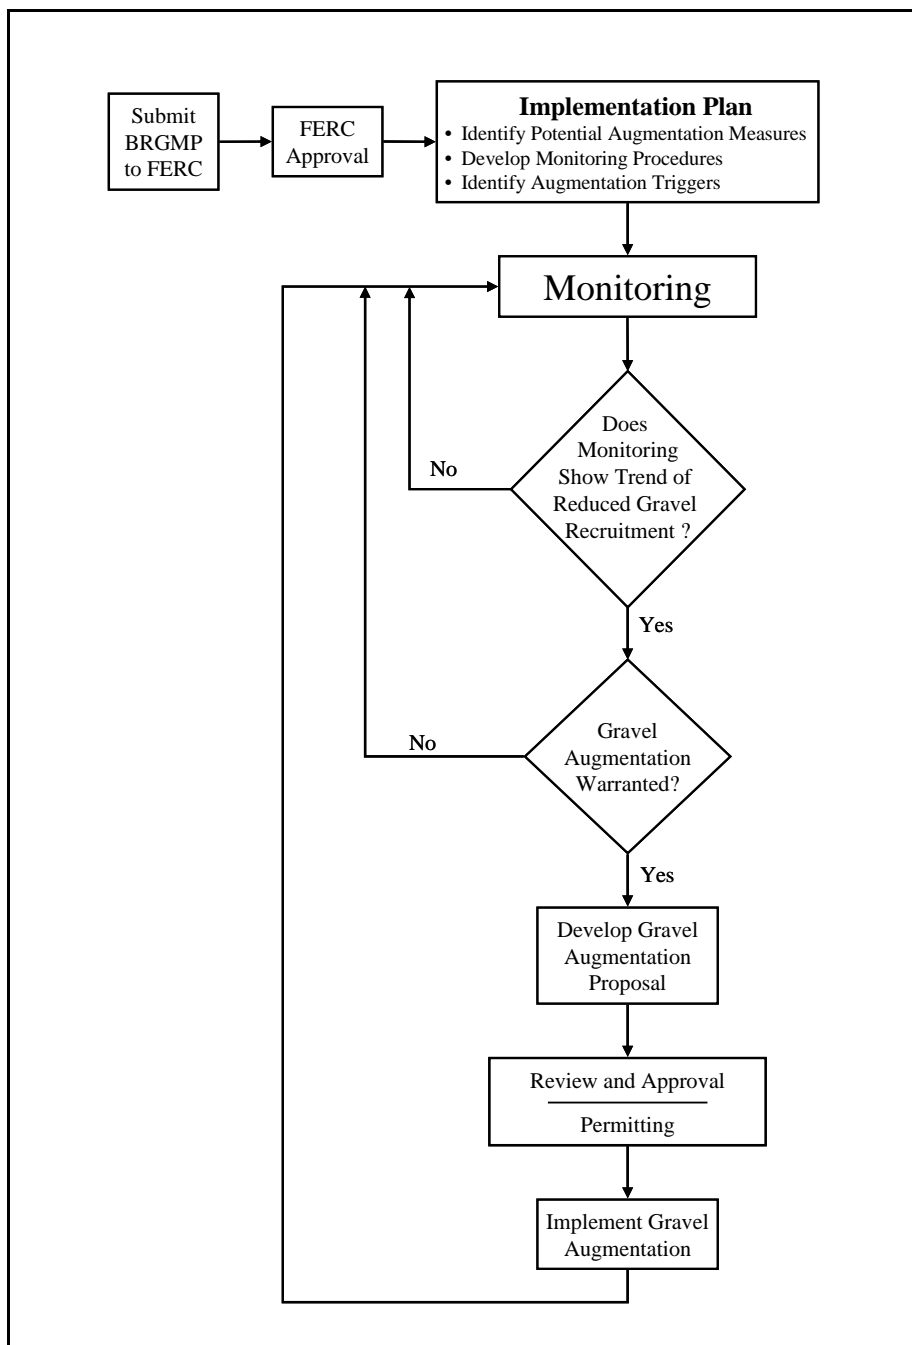 Submit
BRGMP
to FERC
FERC
Approval
Implementation Plan
• Identify Potential Augmentation Measures
• Develop Monitoring Procedures
• Identify Augmentation Triggers
Monitoring
Does
Monitoring
Show Trend of
Reduced Gravel
Recruitment ?
No
Yes
Gravel
Augmentation
Warranted?
No
Yes
Develop Gravel
Augmentation
Proposal
Review and Approval
Permitting
Implement Gravel
Augmentation